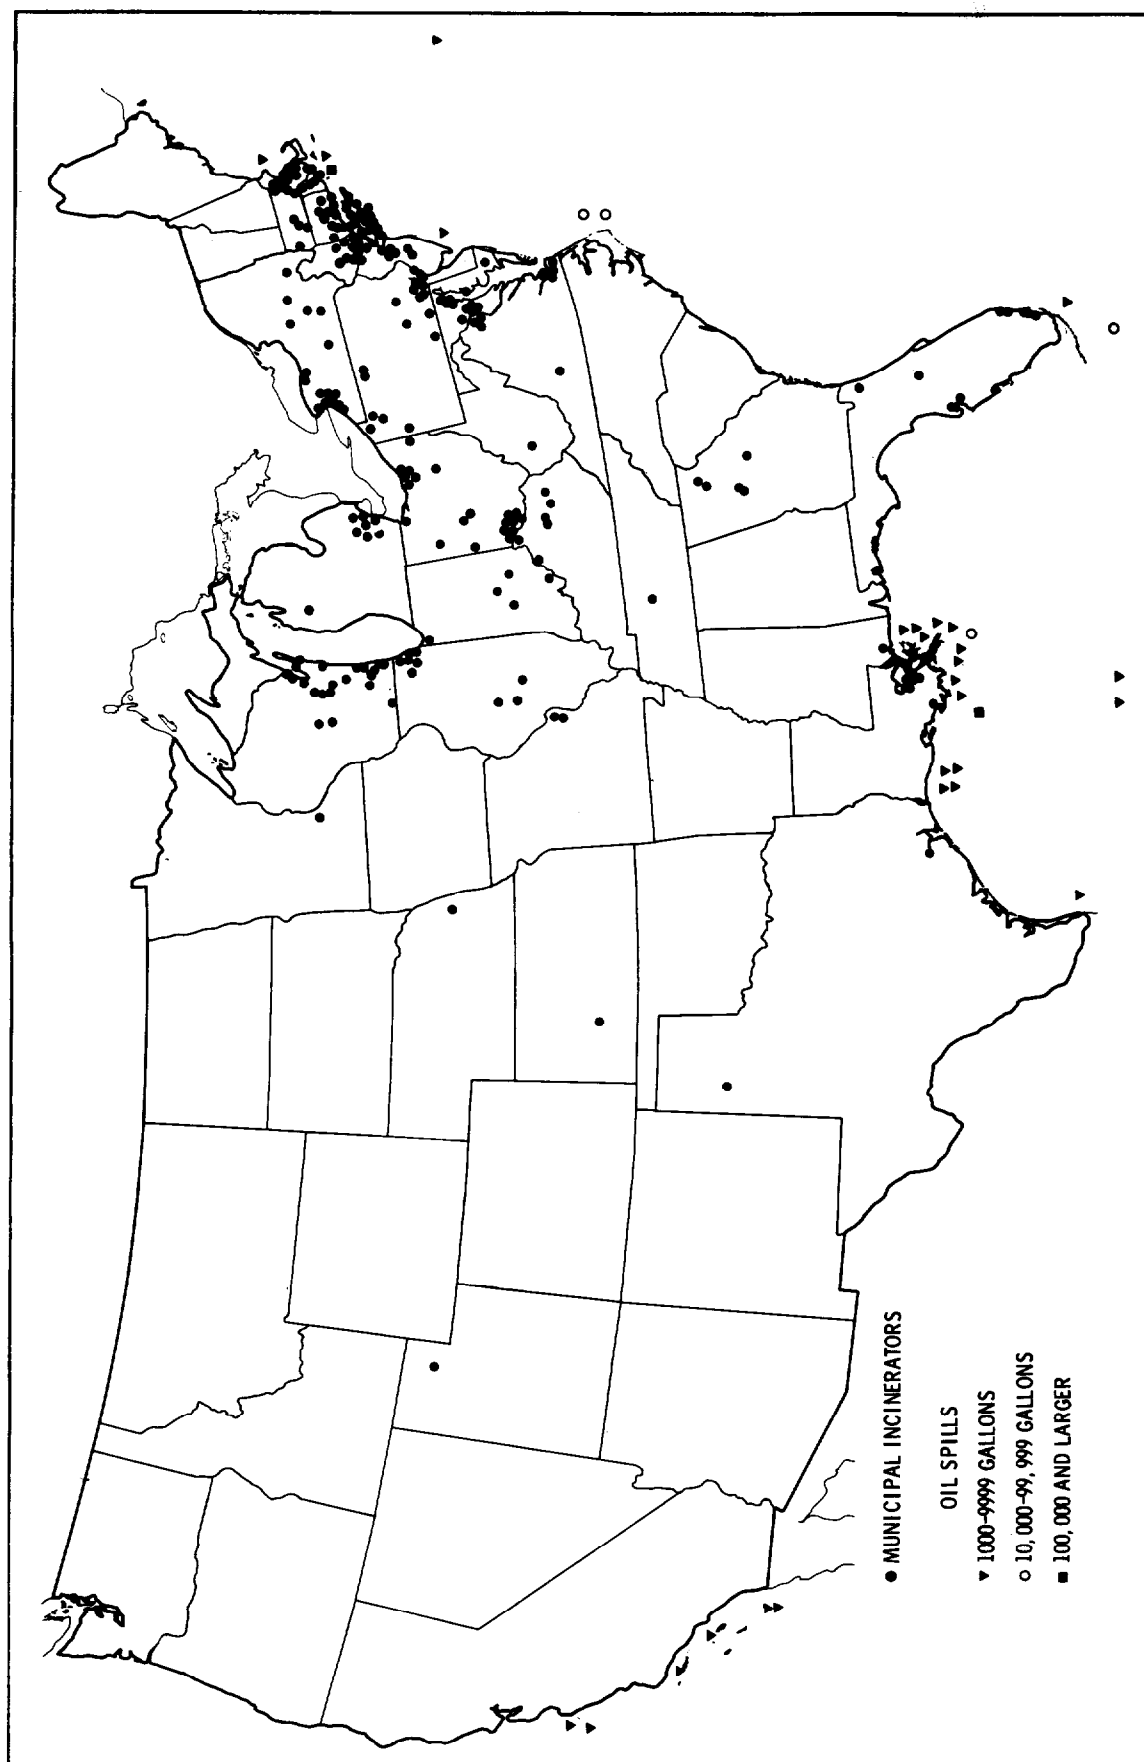 ● MUNICIPAL INCINERATORS
OIL SPILLS
▼ 1000-9999 GALLONS
○ 10,000-99,999 GALLONS
■ 100,000 AND LARGER